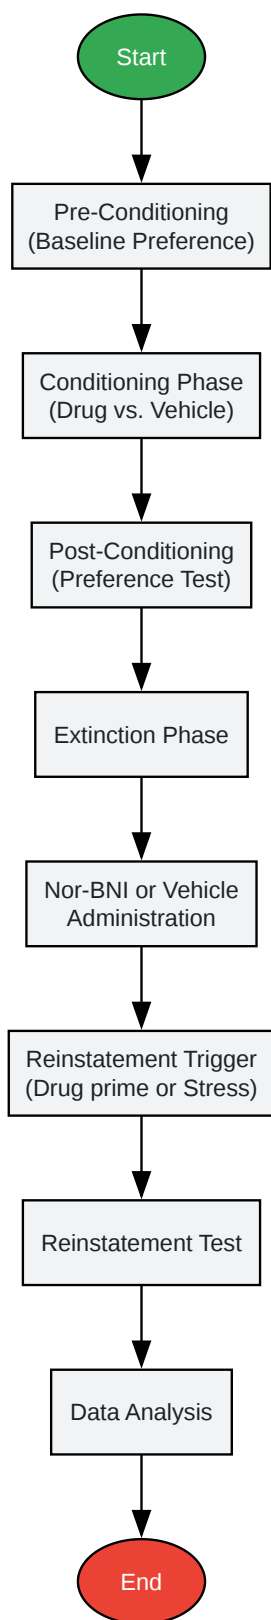 Start
Pre-Conditioning
(Baseline Preference)
Conditioning Phase
(Drug vs. Vehicle)
Post-Conditioning
(Preference Test)
Extinction Phase
Nor-BNI or Vehicle
Administration
Reinstatement Trigger
(Drug prime or Stress)
Reinstatement Test
Data Analysis
End